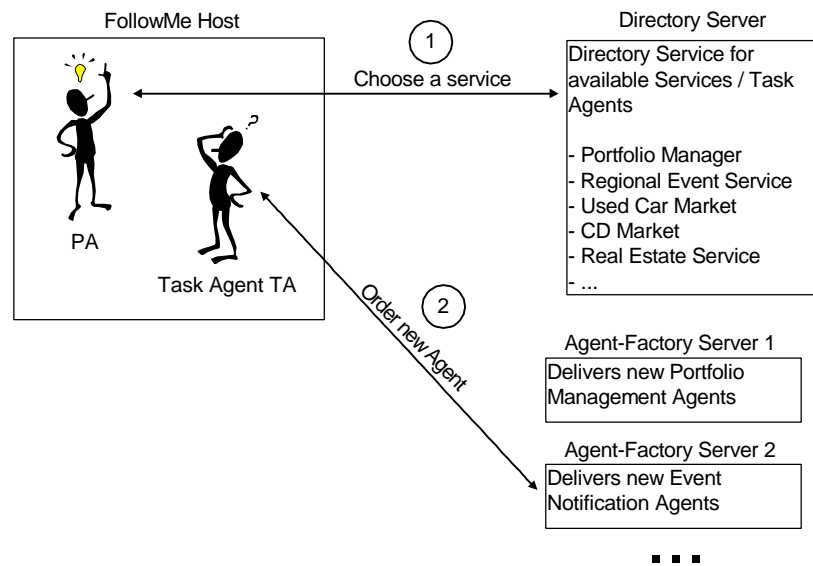 FollowMe Host
Directory Server
1
Choose a service
Directory Service for
available Services / Task
Agents
- Portfolio Manager
- Regional Event Service
- Used Car Market
- CD Market
- Real Estate Service
- ...
?
PA
Task Agent TA
2
Order new Agent
Agent-Factory Server 1
Delivers new Portfolio
Management Agents
Agent-Factory Server 2
Delivers new Event
Notification Agents
...